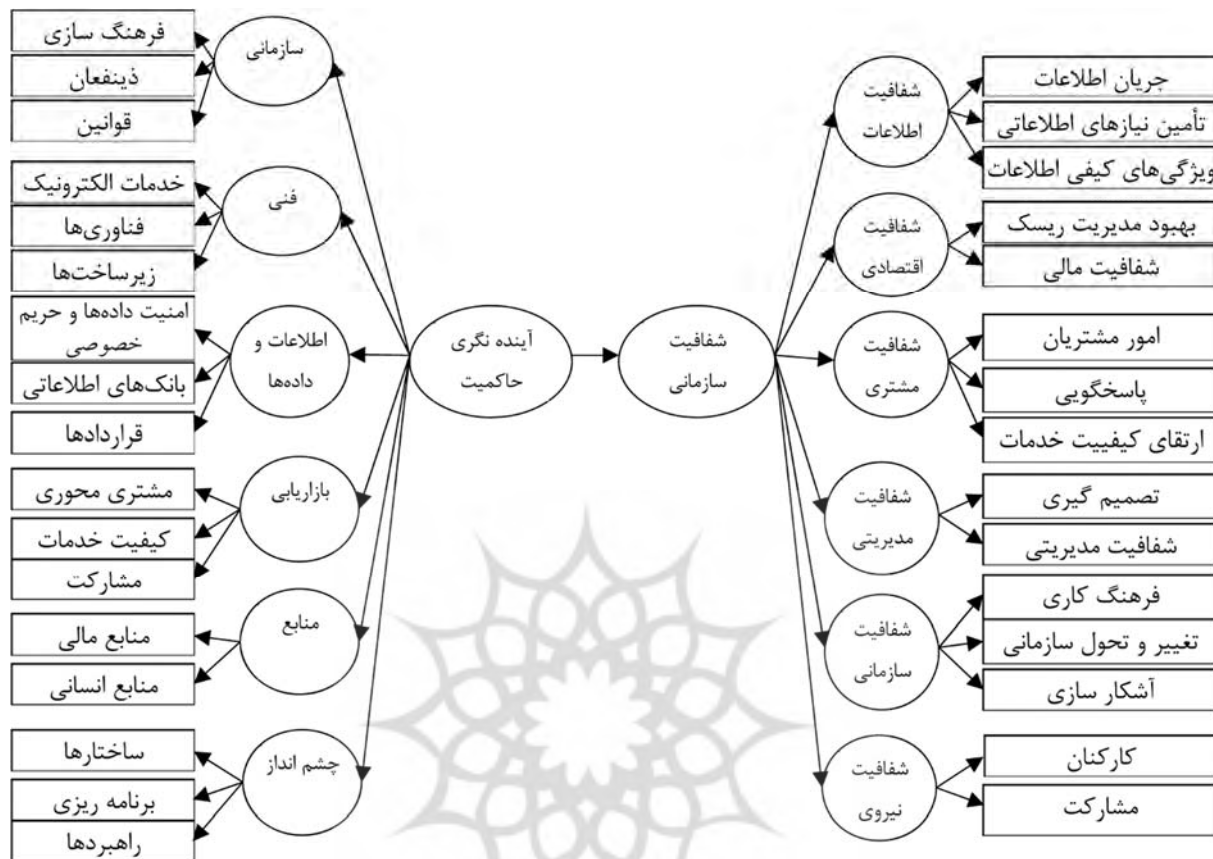 شفافیت
اطلاعات
جریان اطلاعات
تأمین نیازهای اطلاعاتی
ویژگی‌های کیفی اطلاعات
شفافیت
اقتصادی
بهبود مدیریت ریسک
شفافیت مالی
شفافیت
مشتری
امور مشتریان
پاسخگویی
ارتقای کیفییت خدمات
شفافیت
مدیریتی
تصمیم گیری
شفافیت مدیریتی
شفافیت
سازمانی
فرهنگ کاری
تغییر و تحول سازمانی
آشکار سازی
شفافیت
نیروی
کارکنان
مشارکت
شفافیت
سازمانی
آینده نگری
حاکمیت
سازمانی
فرهنگ سازی
ذینفعان
قوانین
فنی
خدمات الکترونیک
فناوری‌ها
زیرساخت‌ها
اطلاعات و
داده‌ها
امنیت داده‌ها و حریم
خصوصی
بانک‌های اطلاعاتی
قراردادها
بازاریابی
مشتری محوری
کیفیت خدمات
مشارکت
منابع
منابع مالی
منابع انسانی
چشم انداز
ساختارها
برنامه ریزی
راهبردها